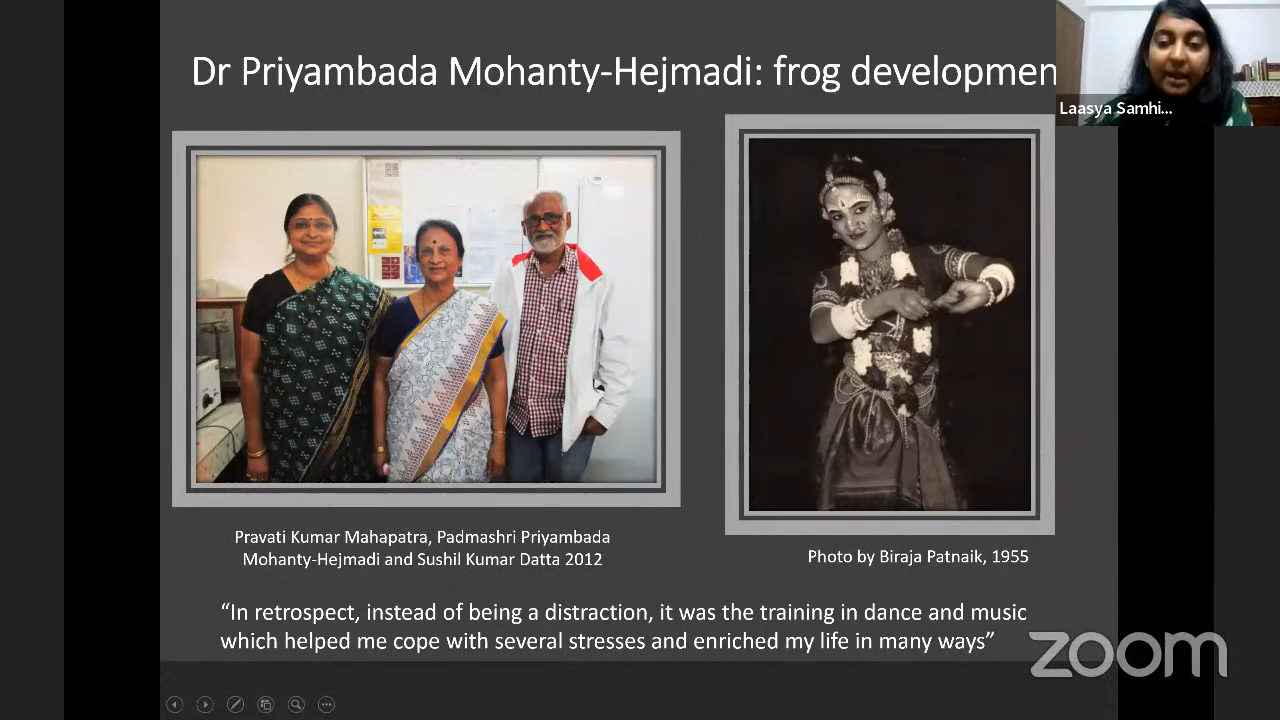 Dr Priyambada Mohanty-Hejmadi: frog developmen
Laasya Samhi...
Pravati Kumar Mahapatra, Padmashri Priyambada
Mohanty-Hejmadi and Sushil Kumar Datta 2012
Photo by Biraja Patnaik, 1955
“In retrospect, instead of being a distraction, it was the training in dance and music
which helped me cope with several stresses and enriched my life in many ways”
zoom